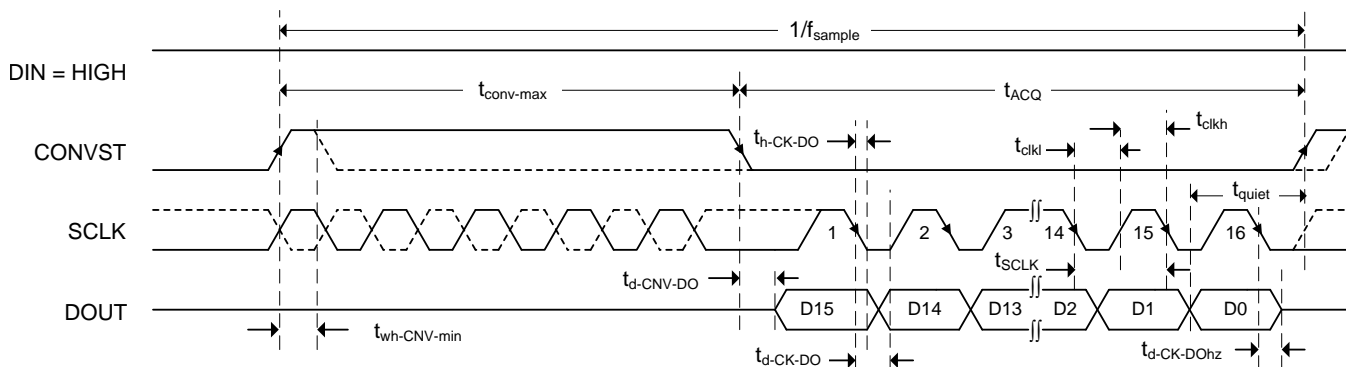 1/fsample
DIN = HIGH
tconv-max
tACQ
CONVST
th-CK-DO
tclkl
tclkh
tquiet
SCLK
1 2 3 14 15 16
td-CNV-DO
tSCLK
DOUT
D15 D14 D13 D2 D1 D0
twh-CNV-min
td-CK-DO
td-CK-DOhz